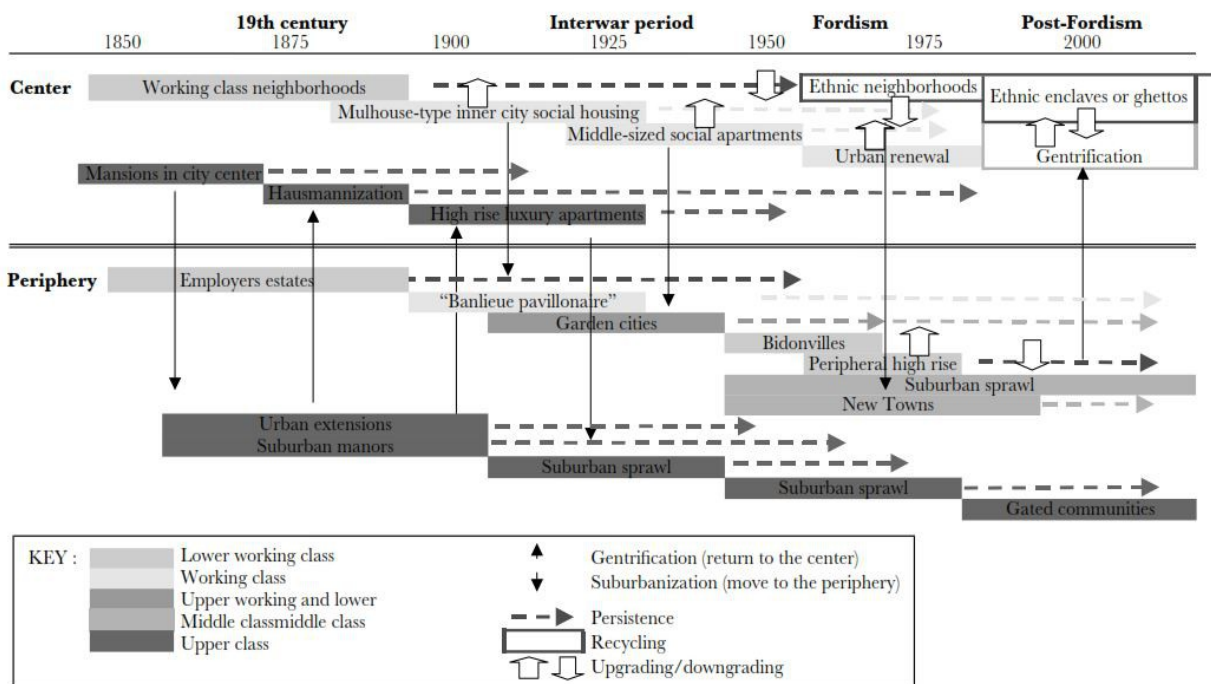 19th century Interwar period Fordism Post-Fordism
1850 1875 1900 1925 1950 1975 2000
Center
Working class neighborhoods
Ethnic neighborhoods
Ethnic enclaves or ghettos
Mulhouse-type inner city social housing
Middle-sized social apartments
Urban renewal
Gentrification
Mansions in city center
Hausmannization
High rise luxury apartments
Periphery
Employers estates
“Banlieue pavillonaire”
Garden cities
Bidonvilles
Peripheral high rise
Suburban sprawl
New Towns
Urban extensions
Suburban manors
Suburban sprawl
Suburban sprawl
Gated communities
KEY :
Lower working class
Working class
Upper working and lower
Middle classmiddle class
Upper class
Gentrification (return to the center)
Suburbanization (move to the periphery)
Persistence
Recycling
Upgrading/downgrading